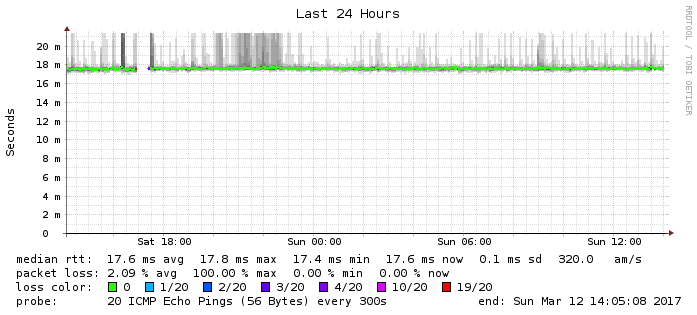 Last 24 Hours
RRDTOOL / TOBI OETIKER
Seconds
20 m
18 m
16 m
14 m
12 m
10 m
8 m
6 m
4 m
2 m
0
Sat 18:00 Sun 00:00 Sun 06:00 Sun 12:00
median rtt: 17.6 ms avg 17.8 ms max 17.4 ms min 17.6 ms now 0.1 ms sd 320.0 am/s
packet loss: 2.09 % avg 100.00 % max 0.00 % min 0.00 % now
loss color: 0 1/20 2/20 3/20 4/20 10/20 19/20
probe: 20 ICMP Echo Pings (56 Bytes) every 300s end: Sun Mar 12 14:05:08 2017